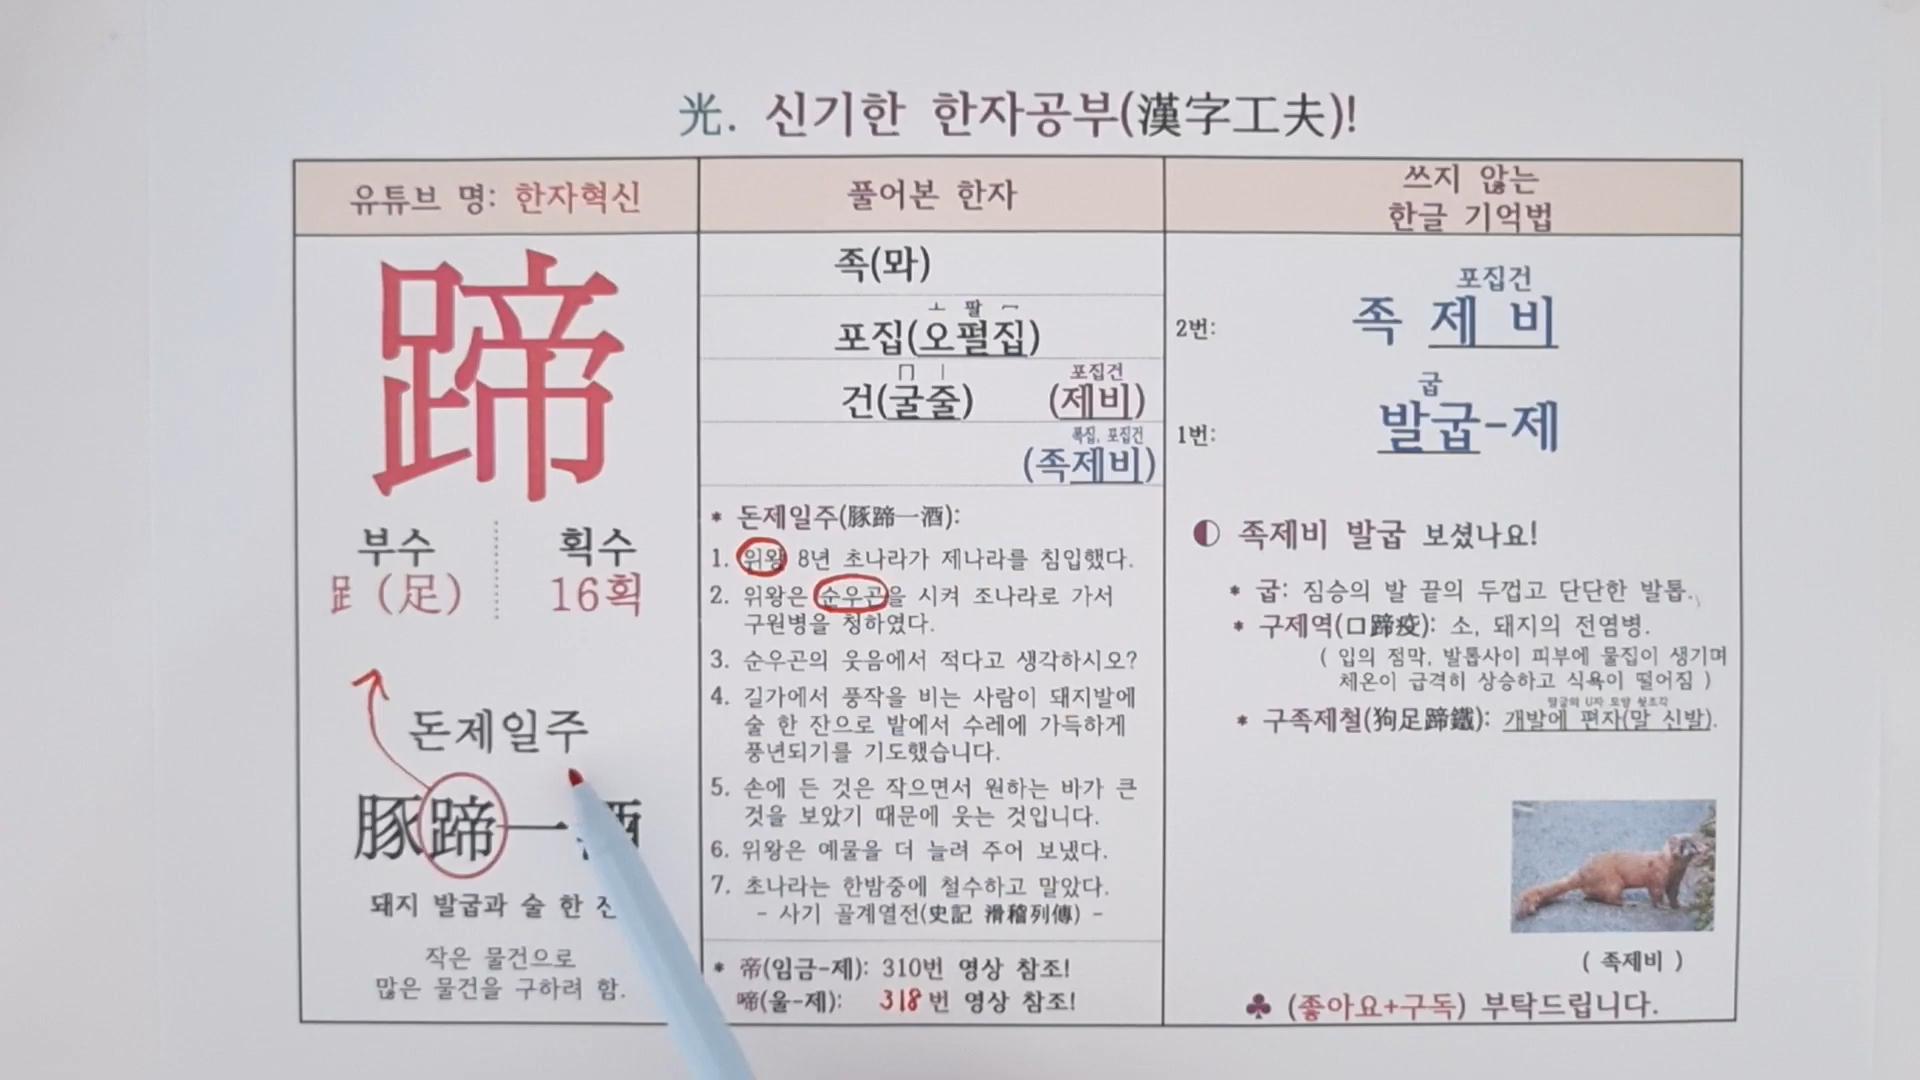 光. 신기한 한자공부(漢字工夫)!
유튜브 명: 한자혁신
蹄
부수
획수
𧾷(足)
16획
돈제일주
豚蹄一酒
돼지 발굽과 술 한
작은 물건으로
많은 물건을 구하려 함.
풀어본 한자
족(뫄)
ㅗ 팔 ㅡ
포집(오펄집)
冂 ㅣ
건(굴줄)
포집건
(제비)
폭집, 포집건
(족제비)
* 돈제일주(豚蹄一酒):
1. 위왕 8년 초나라가 제나라를 침입했다.
2. 위왕은 순우곤을 시켜 조나라로 가서
구원병을 청하였다.
3. 순우곤의 웃음에서 적다고 생각하시오?
4. 길가에서 풍작을 비는 사람이 돼지발에
술 한 잔으로 밭에서 수레에 가득하게
풍년되기를 기도했습니다.
5. 손에 든 것은 작으면서 원하는 바가 큰
것을 보았기 때문에 웃는 것입니다.
6. 위왕은 예물을 더 늘려 주어 보냈다.
7. 초나라는 한밤중에 철수하고 말았다.
- 사기 골계열전(史記 滑稽列傳) -
* 帝(임금-제): 310번 영상 참조!
啼(울-제): 318번 영상 참조!
쓰지 않는
한글 기억법
포집건
2번: 족 제 비
굽
1번: 발굽-제
◐ 족제비 발굽 보셨나요!
* 굽: 짐승의 발 끝의 두껍고 단단한 발톱.
* 구제역(口蹄疫): 소, 돼지의 전염병.
( 입의 점막, 발톱사이 피부에 물집이 생기며
체온이 급격히 상승하고 식욕이 떨어짐 )
말굽의 U자 모양 쇳조각
* 구족제철(狗足蹄鐵): 개발에 편자(말 신발).
( 족제비 )
♣ (좋아요+구독) 부탁드립니다.